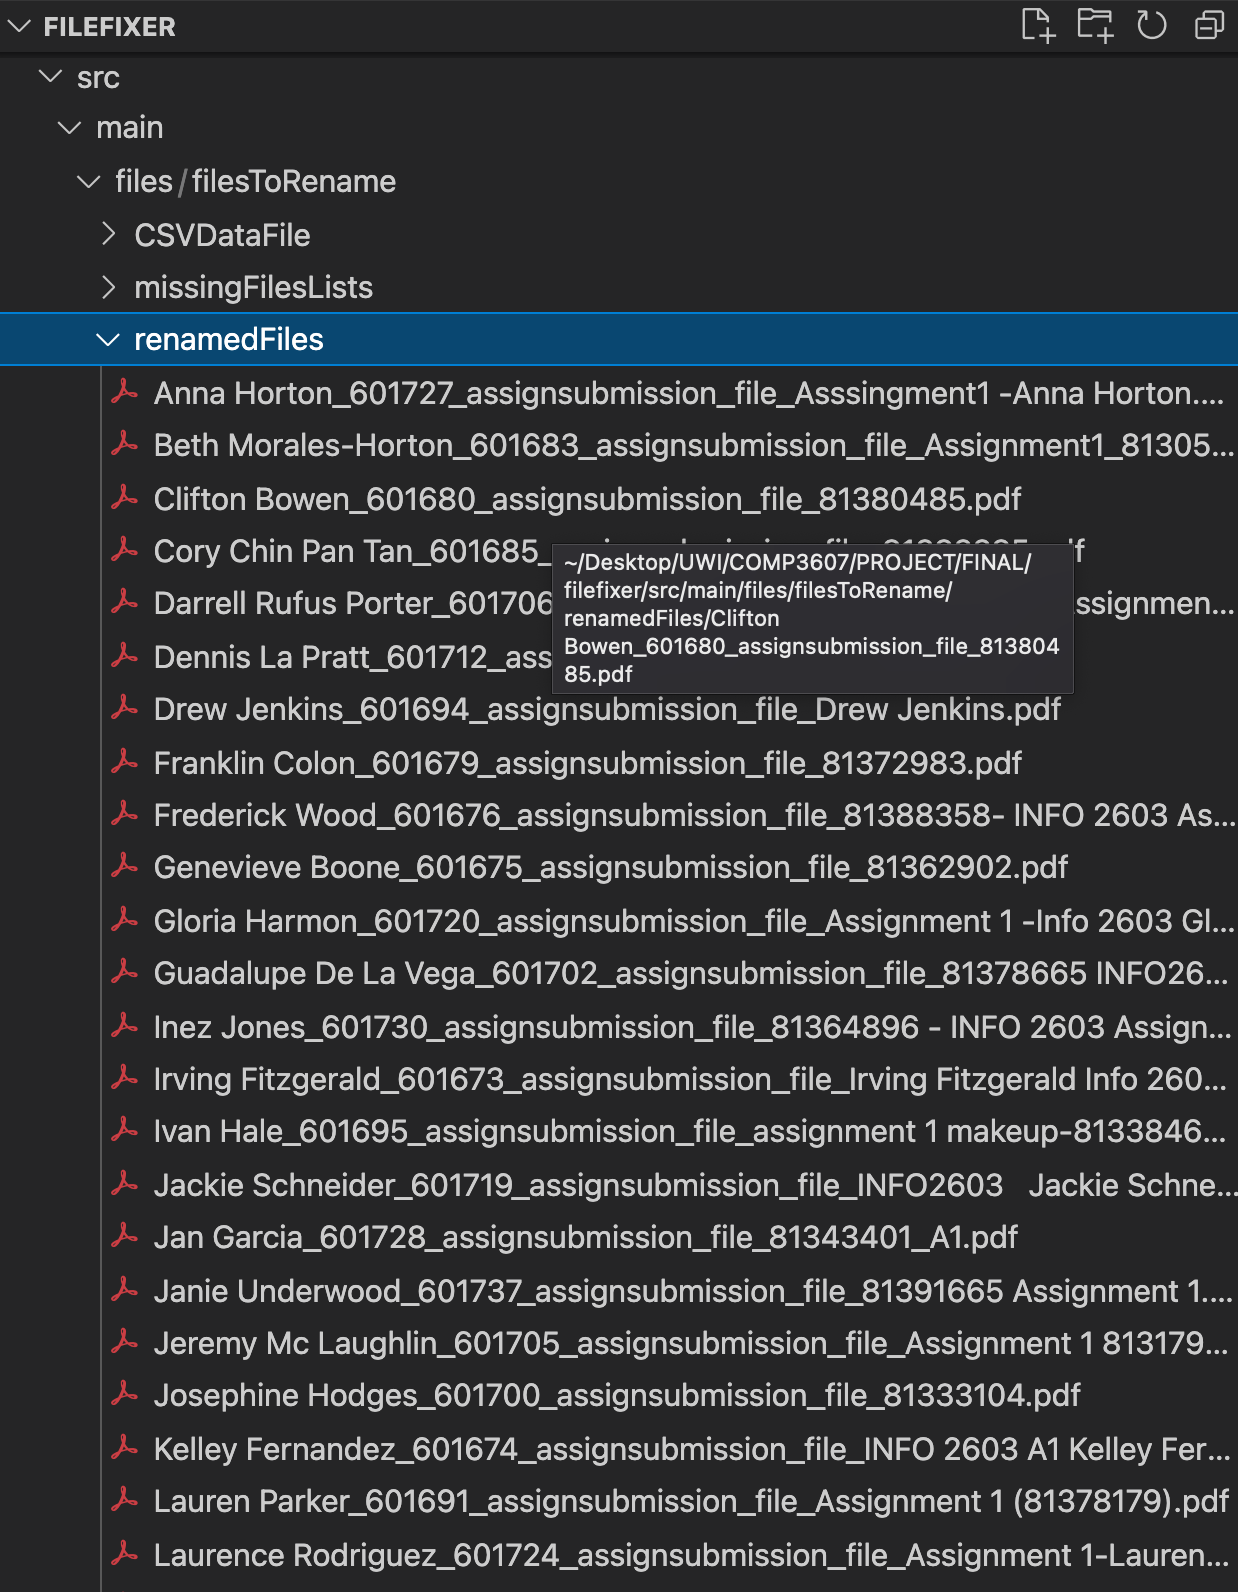 FILEFIXER
src
main
files/filesToRename
CSVDataFile
missingFilesLists
renamedFiles
Anna Horton_601727_assignsubmission_file_Asssingment1 -Anna Horton....
Beth Morales-Horton_601683_assignsubmission_file_Assignment1_81305...
Clifton Bowen_601680_assignsubmission_file_81380485.pdf
Cory Chin Pan Tan_601685_
~/Desktop/UWI/COMP3607/PROJECT/FINAL/
filefixer/src/main/files/filesToRename/
renamedFiles/Clifton
Bowen_601680_assignsubmission_file_813804
85.pdf
Darrell Rufus Porter_601706 ssignmen...
Dennis La Pratt_601712_ass
Drew Jenkins_601694_assignsubmission_file_Drew Jenkins.pdf
Franklin Colon_601679_assignsubmission_file_81372983.pdf
Frederick Wood_601676_assignsubmission_file_81388358- INFO 2603 As...
Genevieve Boone_601675_assignsubmission_file_81362902.pdf
Gloria Harmon_601720_assignsubmission_file_Assignment 1 -Info 2603 Gl...
Guadalupe De La Vega_601702_assignsubmission_file_81378665 INFO26...
Inez Jones_601730_assignsubmission_file_81364896 - INFO 2603 Assign...
Irving Fitzgerald_601673_assignsubmission_file_Irving Fitzgerald Info 260...
Ivan Hale_601695_assignsubmission_file_assignment 1 makeup-8133846...
Jackie Schneider_601719_assignsubmission_file_INFO2603   Jackie Schne...
Jan Garcia_601728_assignsubmission_file_81343401_A1.pdf
Janie Underwood_601737_assignsubmission_file_81391665 Assignment 1....
Jeremy Mc Laughlin_601705_assignsubmission_file_Assignment 1 813179...
Josephine Hodges_601700_assignsubmission_file_81333104.pdf
Kelley Fernandez_601674_assignsubmission_file_INFO 2603 A1 Kelley Fer...
Lauren Parker_601691_assignsubmission_file_Assignment 1 (81378179).pdf
Laurence Rodriguez_601724_assignsubmission_file_Assignment 1-Lauren...